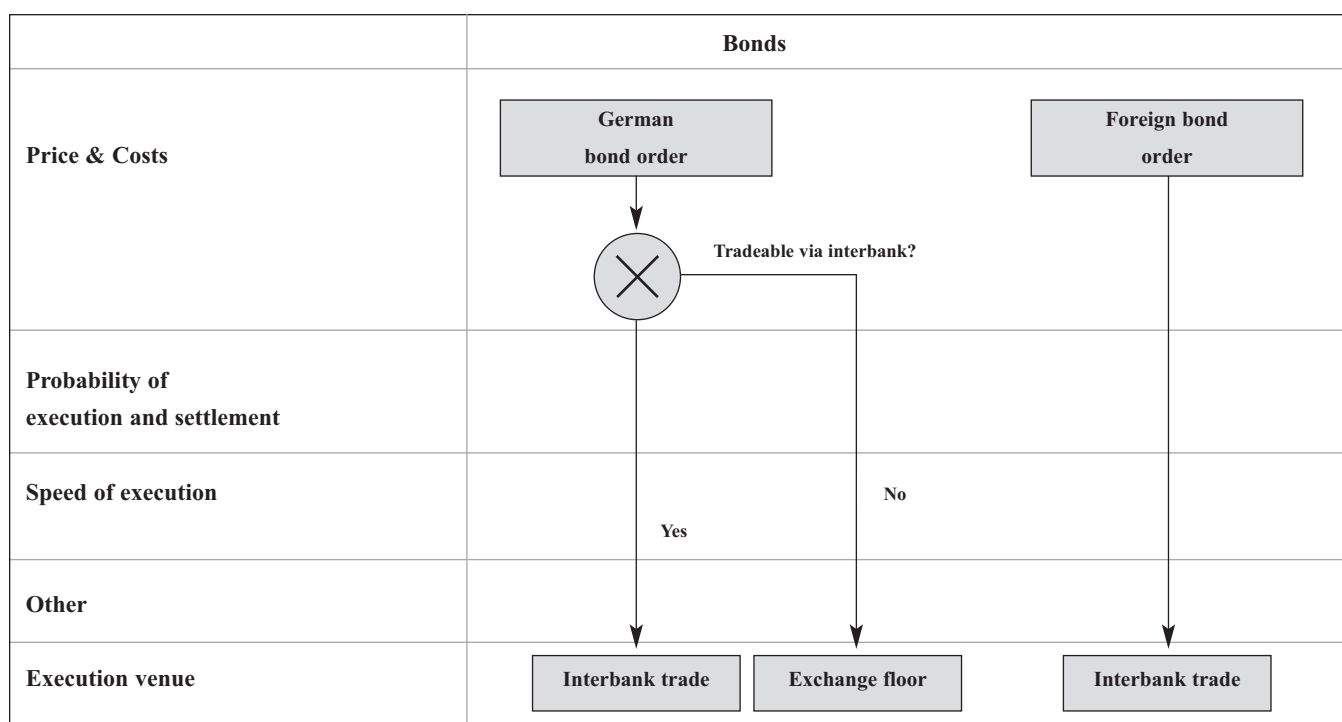 Bonds
Price & Costs
German
bond order
Foreign bond
order
Tradeable via interbank?
Probability of
execution and settlement
Speed of execution
No
Yes
Other
Execution venue
Interbank trade
Exchange floor
Interbank trade